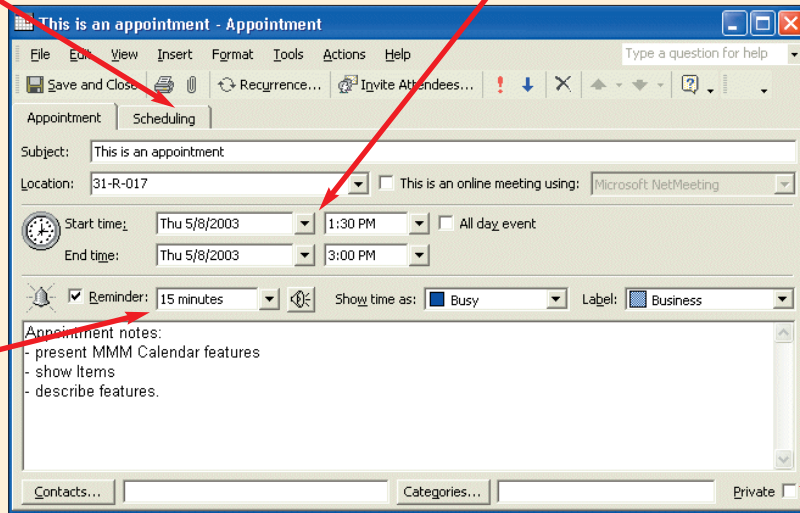 This is an appointment - Appointment
File Edit View Insert Format Tools Actions Help Type a question for help
Save and Close Recurrence... Invite Attendees...
Appointment Scheduling
Subject: This is an appointment
Location: 31-R-017 This is an online meeting using: Microsoft NetMeeting
Start time: Thu 5/8/2003 1:30 PM All day event
End time: Thu 5/8/2003 3:00 PM
Reminder: 15 minutes Show time as: Busy Label: Business
Appointment notes:
- present MMM Calendar features
- show Items
- describe features.
Contacts... Categories... Private